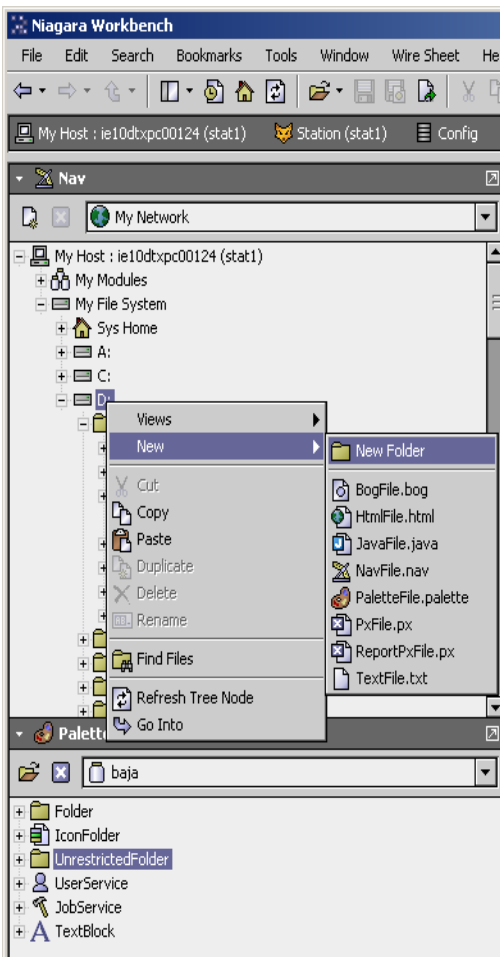 Niagara Workbench
File Edit Search Bookmarks Tools Window Wire Sheet He
My Host : ie10dtxpc00124 (stat1) Station (stat1) Config
Nav
My Network
My Host : ie10dtxpc00124 (stat1)
My Modules
My File System
Sys Home
A:
C:
D:
Views
New
Cut
Copy
Paste
Duplicate
Delete
Rename
Find Files
Refresh Tree Node
Go Into
New Folder
BogFile.bog
HtmlFile.html
JavaFile.java
NavFile.nav
PaletteFile.palette
PxFile.px
ReportPxFile.px
TextFile.txt
Palett
baja
Folder
IconFolder
UnrestrictedFolder
UserService
JobService
TextBlock